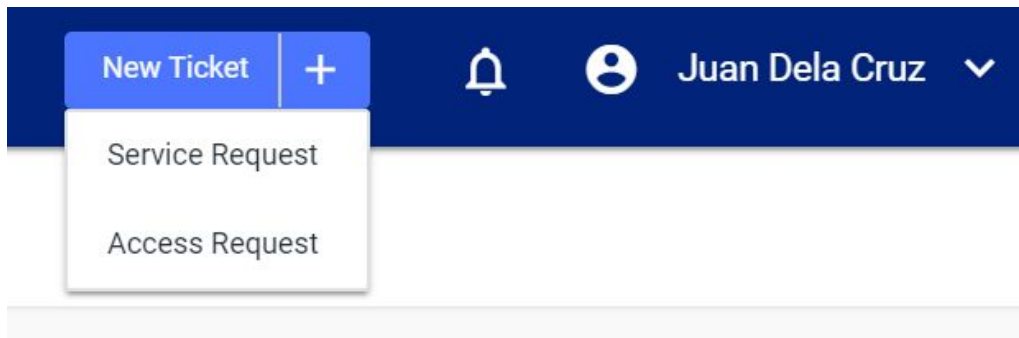 New Ticket +
Juan Dela Cruz
Service Request
Access Request